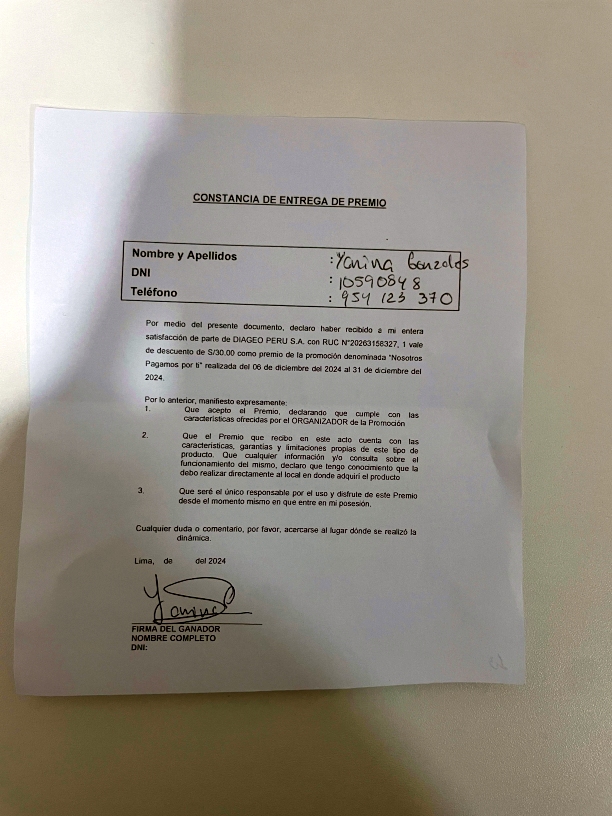 CONSTANCIA DE ENTREGA DE PREMIO
Nombre y Apellidos : Yanina Gonzales
DNI : 10590848
Teléfono : 954 123 370
Por medio del presente documento, declaro haber recibido a mi entera
satisfacción de parte de DIAGEO PERU S.A. con RUC N°20263158327, 1 vale
de descuento de S/30.00 como premio de la promoción denominada "Nosotros
Pagamos por ti" realizada del 06 de diciembre del 2024 al 31 de diciembre del
2024.
Por lo anterior, manifiesto expresamente:
1. Que acepto el Premio, declarando que cumple con las
características ofrecidas por el ORGANIZADOR de la Promoción
2. Que el Premio que recibo en este acto cuenta con las
características, garantías y limitaciones propias de este tipo de
producto. Que cualquier información y/o consulta sobre el
funcionamiento del mismo, declaro que tengo conocimiento que la
debo realizar directamente al local en donde adquirí el producto
3. Que seré el único responsable por el uso y disfrute de este Premio
desde el momento mismo en que entre en mi posesión.
Cualquier duda o comentario, por favor, acercarse al lugar dónde se realizó la
dinámica.
Lima, de del 2024
Yanina
FIRMA DEL GANADOR
NOMBRE COMPLETO
DNI: